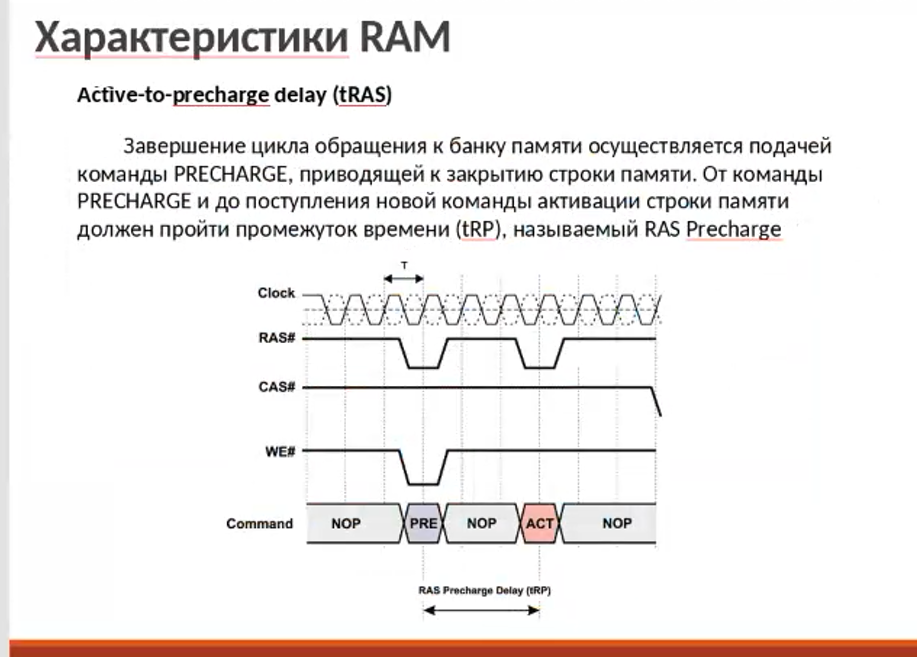 Характеристики RAM
Active-to-precharge delay (tRAS)
Завершение цикла обращения к банку памяти осуществляется подачей
команды PRECHARGE, приводящей к закрытию строки памяти. От команды
PRECHARGE и до поступления новой команды активации строки памяти
должен пройти промежуток времени (tRP), называемый RAS Precharge
T
Clock
RAS#
CAS#
WE#
Command NOP PRE NOP ACT NOP
RAS Precharge Delay (tRP)